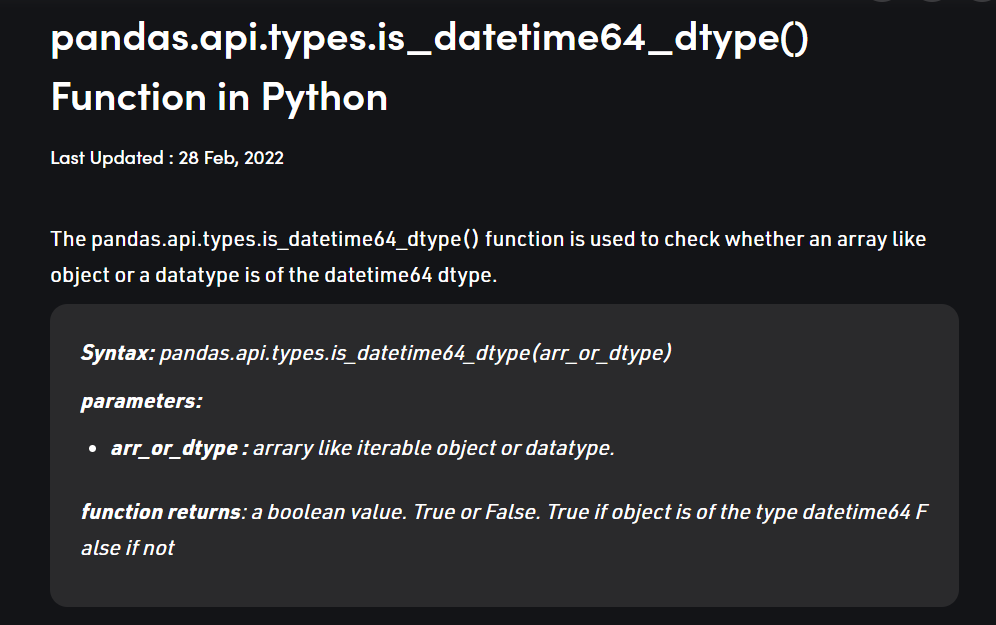 pandas.api.types.is_datetime64_dtype()
Function in Python
Last Updated : 28 Feb, 2022
The pandas.api.types.is_datetime64_dtype() function is used to check whether an array like
object or a datatype is of the datetime64 dtype.
Syntax: pandas.api.types.is_datetime64_dtype(arr_or_dtype)
parameters:
• arr_or_dtype : arrary like iterable object or datatype.
function returns: a boolean value. True or False. True if object is of the type datetime64 F
alse if not